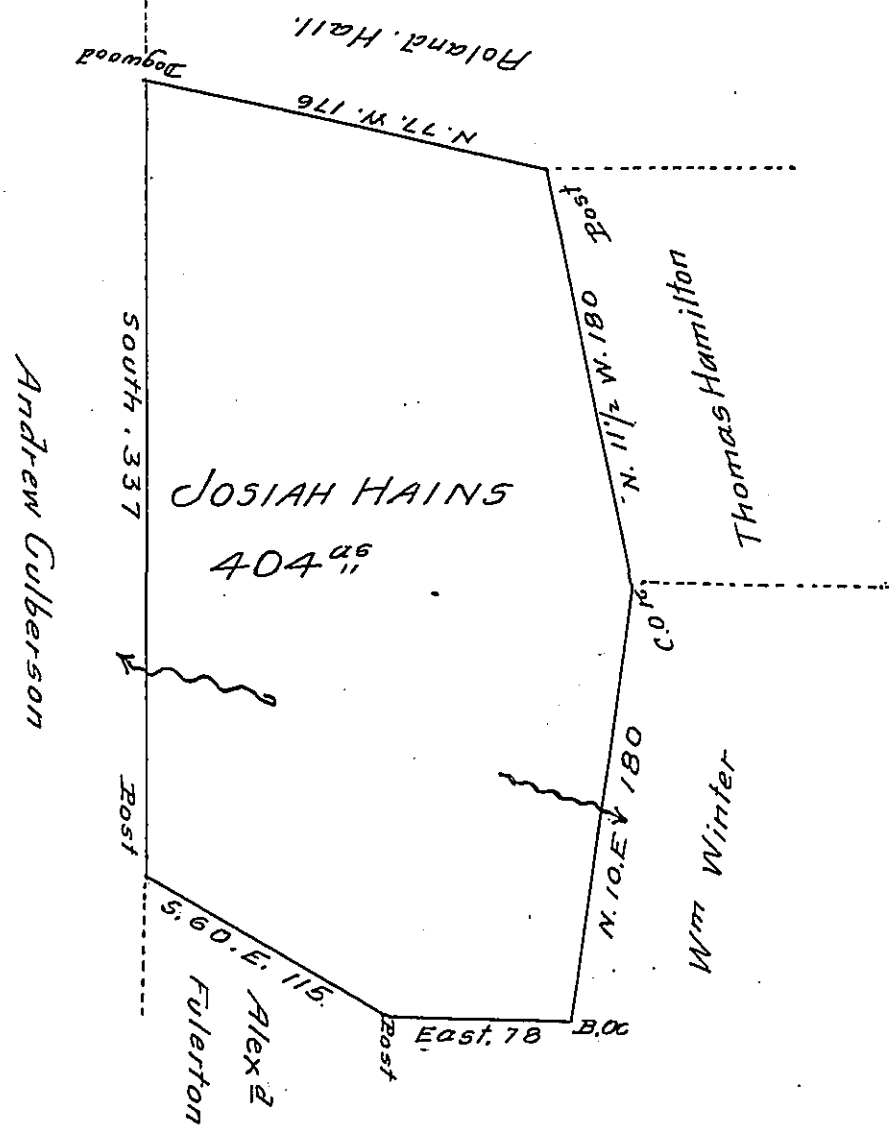 Roland. Hall.
Dogwood
N. 77. W. 176
Post
N. 11 1/2 W. 180
Thomas Hamilton
South. 337
JOSIAH HAINS
404 as
Andrew Culberson
C.O.
N. 10. E 180
Wm Winter
Post
S. 60. E. 115.
Alexd
Fulerton
Post
East. 78
B.Oc